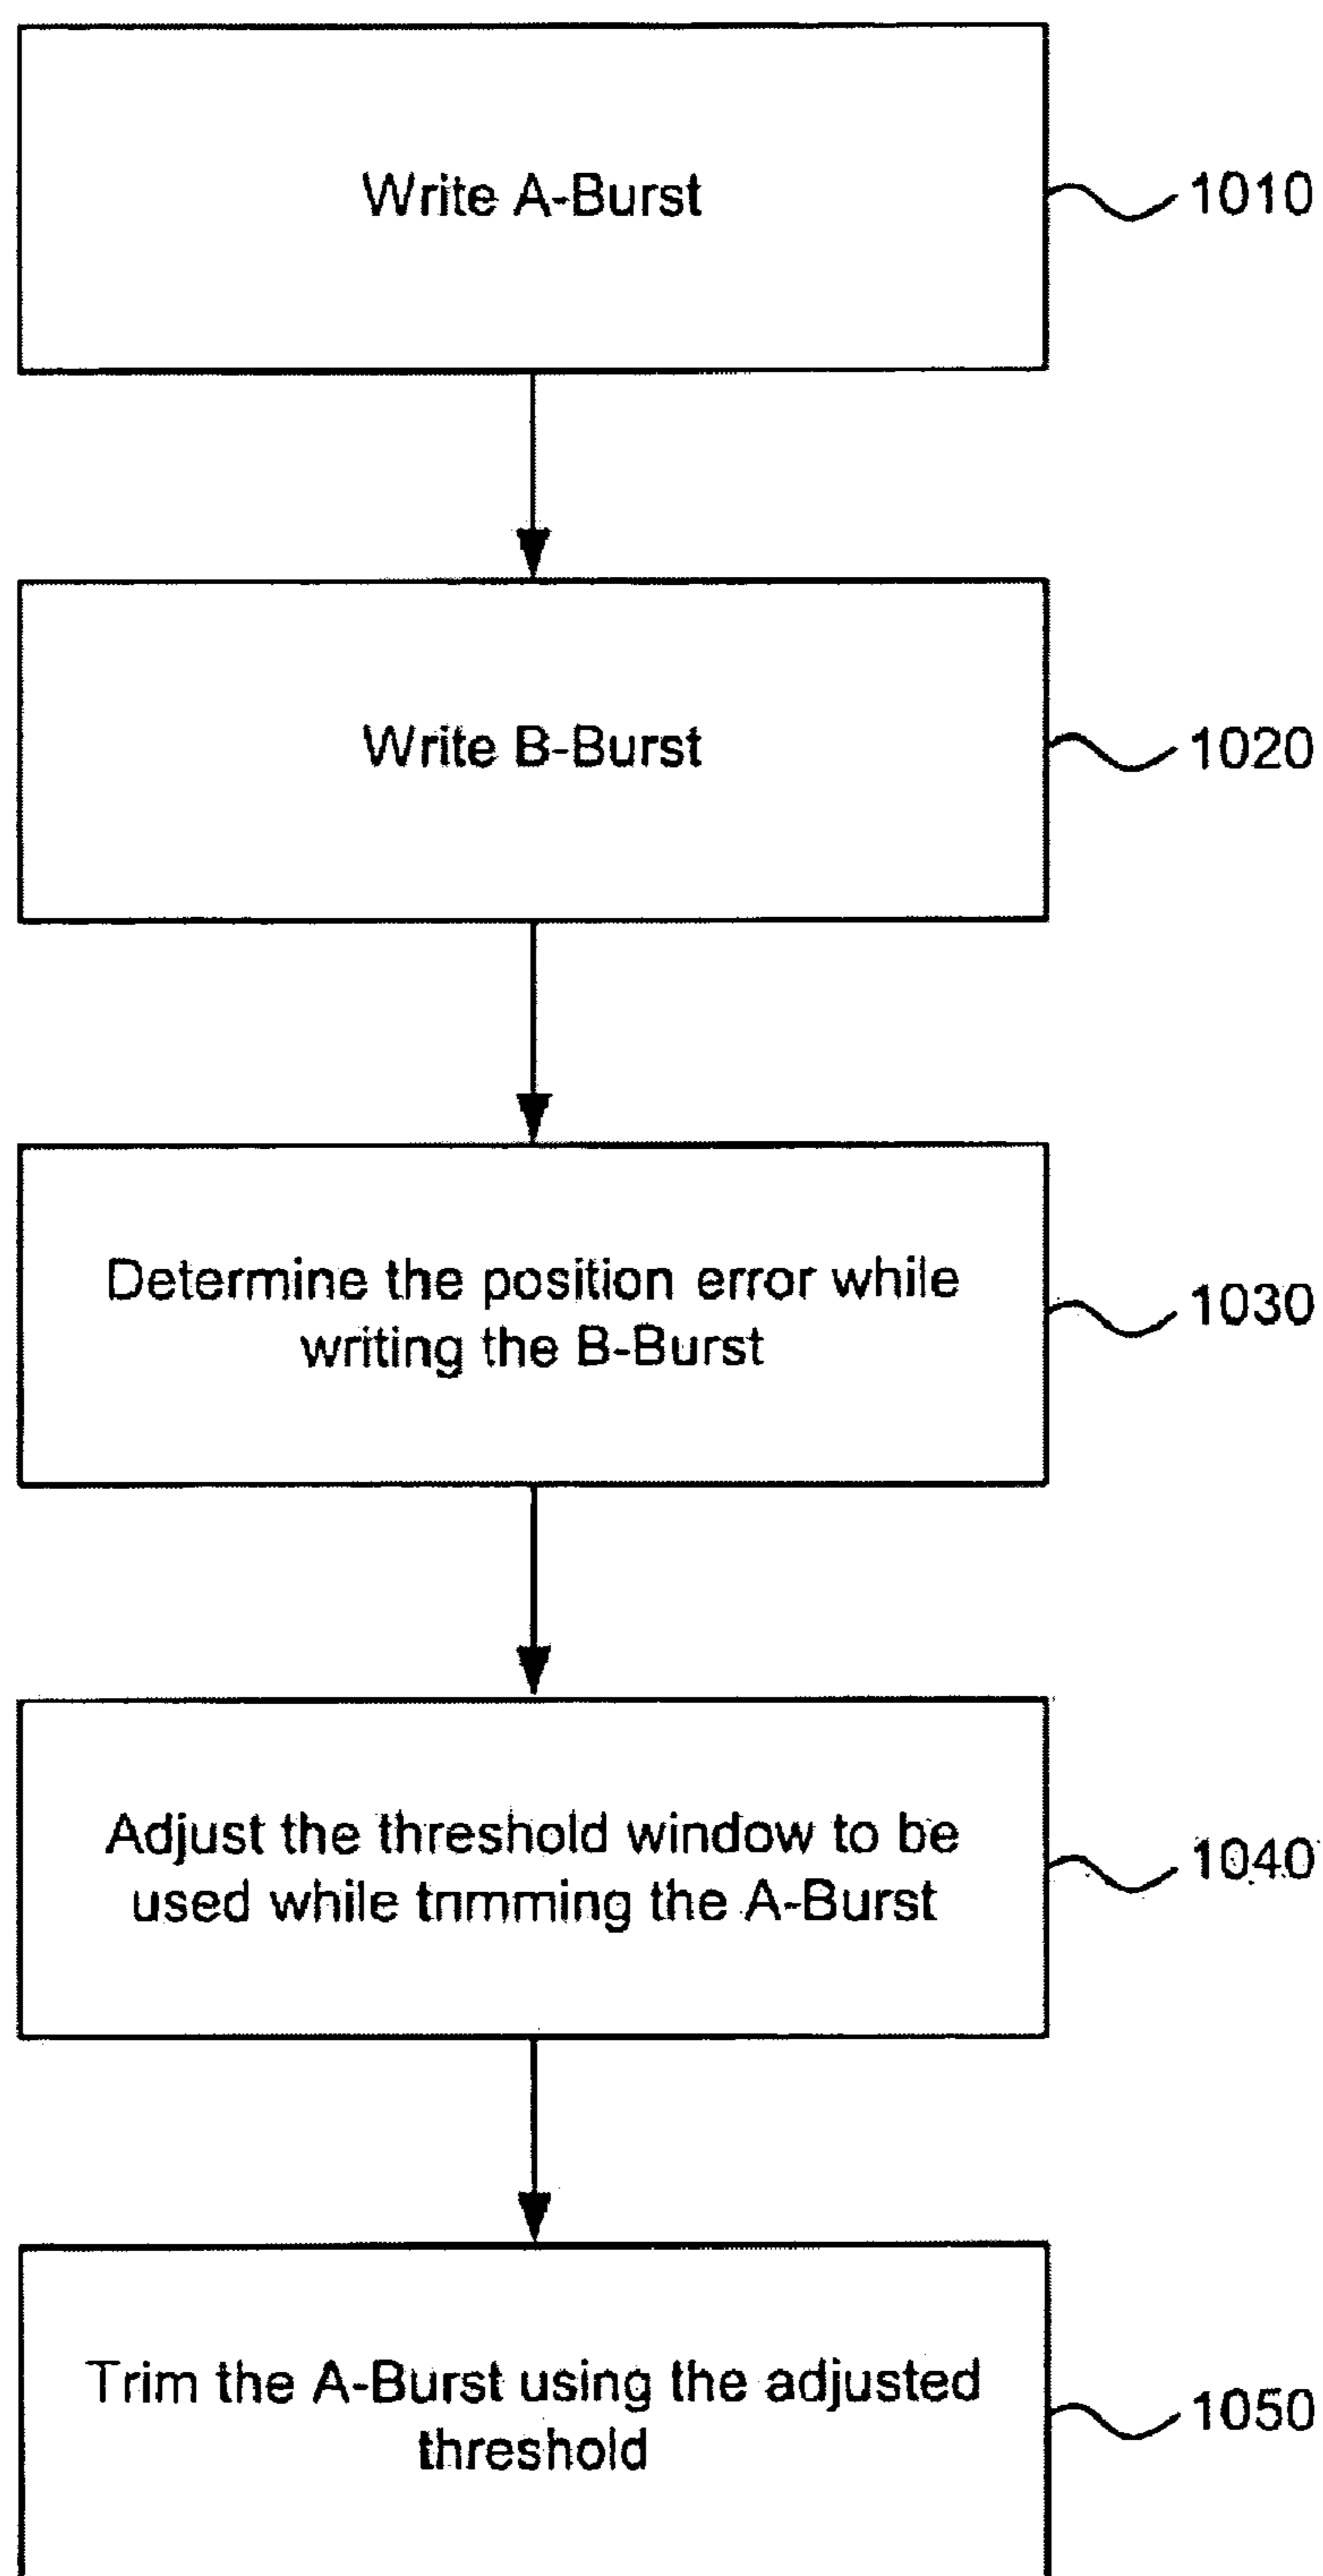 Write A-Burst
1010
Write B-Burst
1020
Determine the position error while
writing the B-Burst
1030
Adjust the threshold window to be
used while trimming the A-Burst
1040
Trim the A-Burst using the adjusted
threshold
1050